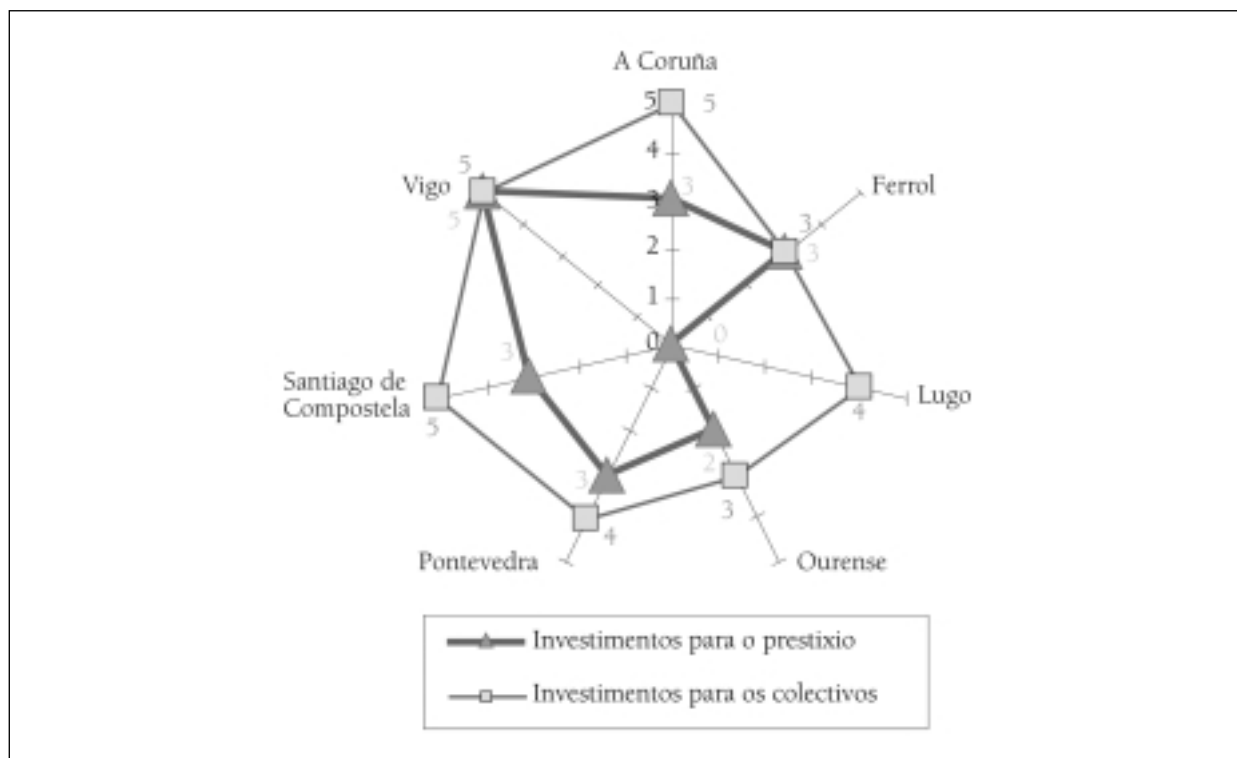 A Coruña
5 5
4
Ferrol
5
Vigo
3
3
3
3
5
2
1
0
0
3
Santiago de
Compostela
Lugo
4
5
2
3
3
4
Pontevedra
Ourense
Investimentos para o prestixio
Investimentos para os colectivos